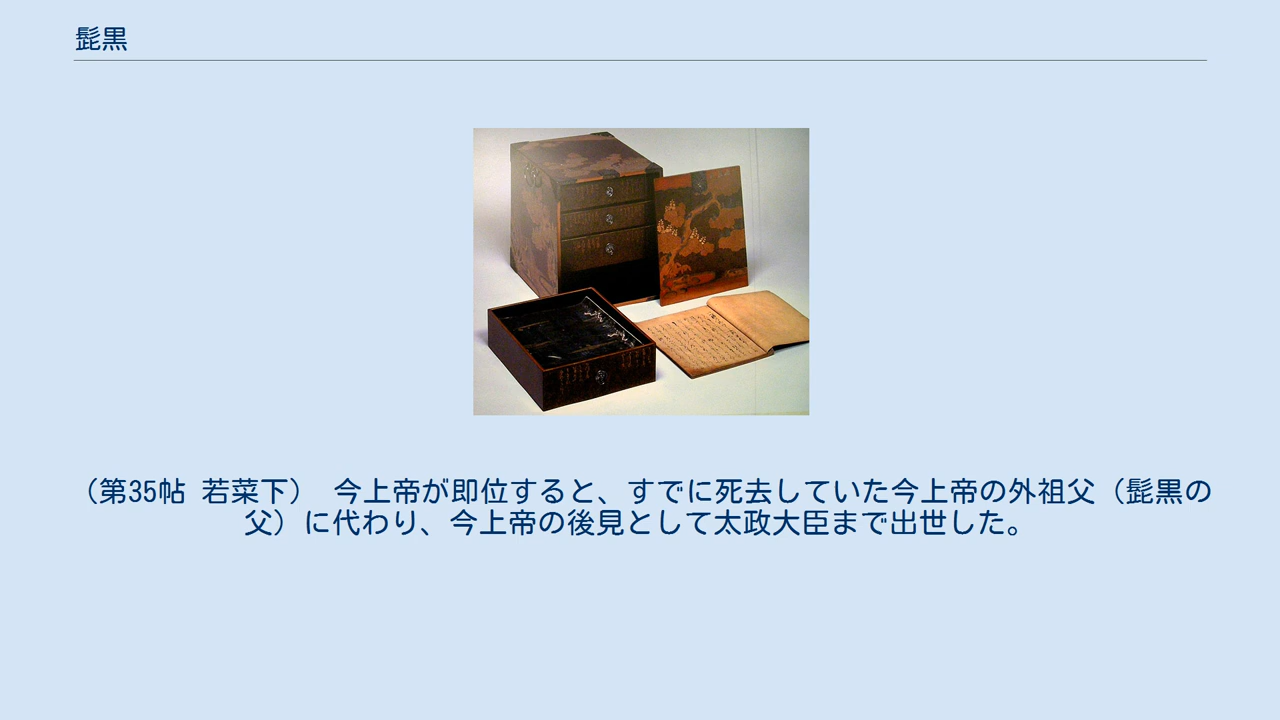 髭黒
（第35帖 若菜下） 今上帝が即位すると、すでに死去していた今上帝の外祖父（髭黒の
父）に代わり、今上帝の後見として太政大臣まで出世した。